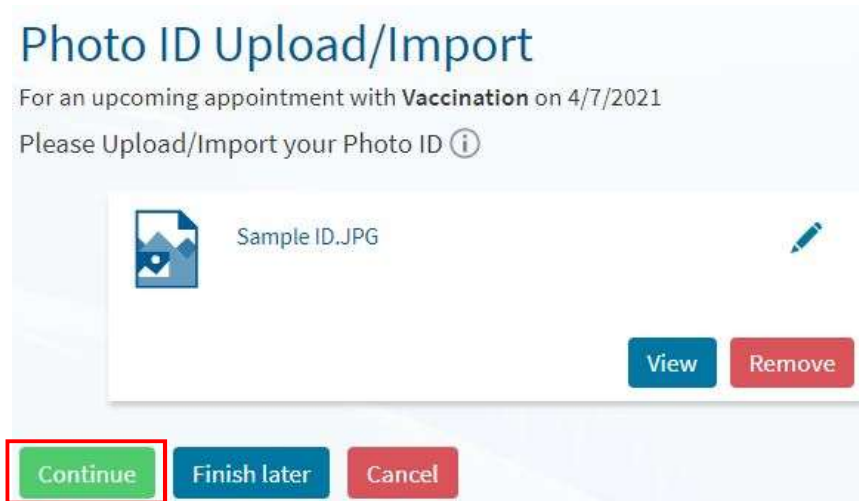 Photo ID Upload/Import
For an upcoming appointment with Vaccination on 4/7/2021
Please Upload/Import your Photo ID
Sample ID.JPG
View Remove
Continue Finish later Cancel